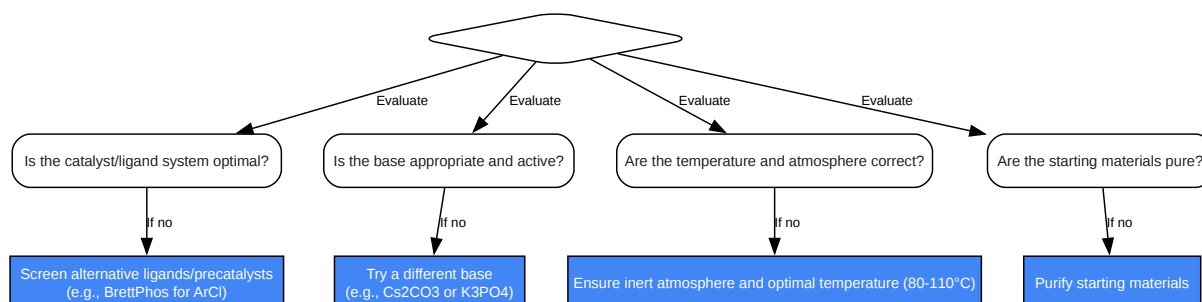 Evaluate
Evaluate
Evaluate
Evaluate
Is the catalyst/ligand system optimal?
Is the base appropriate and active?
Are the temperature and atmosphere correct?
Are the starting materials pure?
If no
If no
If no
If no
Screen alternative ligands/precatalysts
(e.g., BrettPhos for ArCl)
Try a different base
(e.g., Cs2CO3 or K3PO4)
Ensure inert atmosphere and optimal temperature (80-110°C)
Purify starting materials